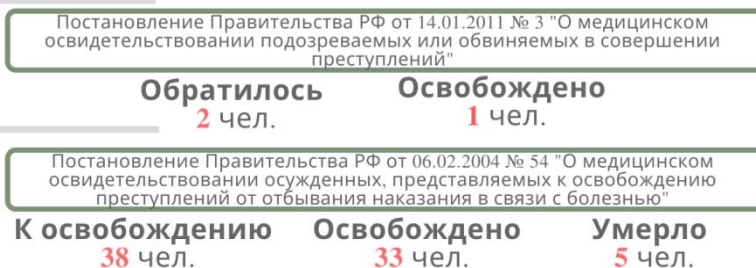 Постановление Правительства РФ от 14.01.2011 № 3 "О медицинском
освидетельствовании подозреваемых или обвиняемых в совершении
преступлений"
Обратилось Освобождено
2 чел. 1 чел.
Постановление Правительства РФ от 06.02.2004 № 54 "О медицинском
освидетельствовании осужденных, представляемых к освобождению
преступлений от отбывания наказания в связи с болезнью"
К освобождению Освобождено Умерло
38 чел. 33 чел. 5 чел.